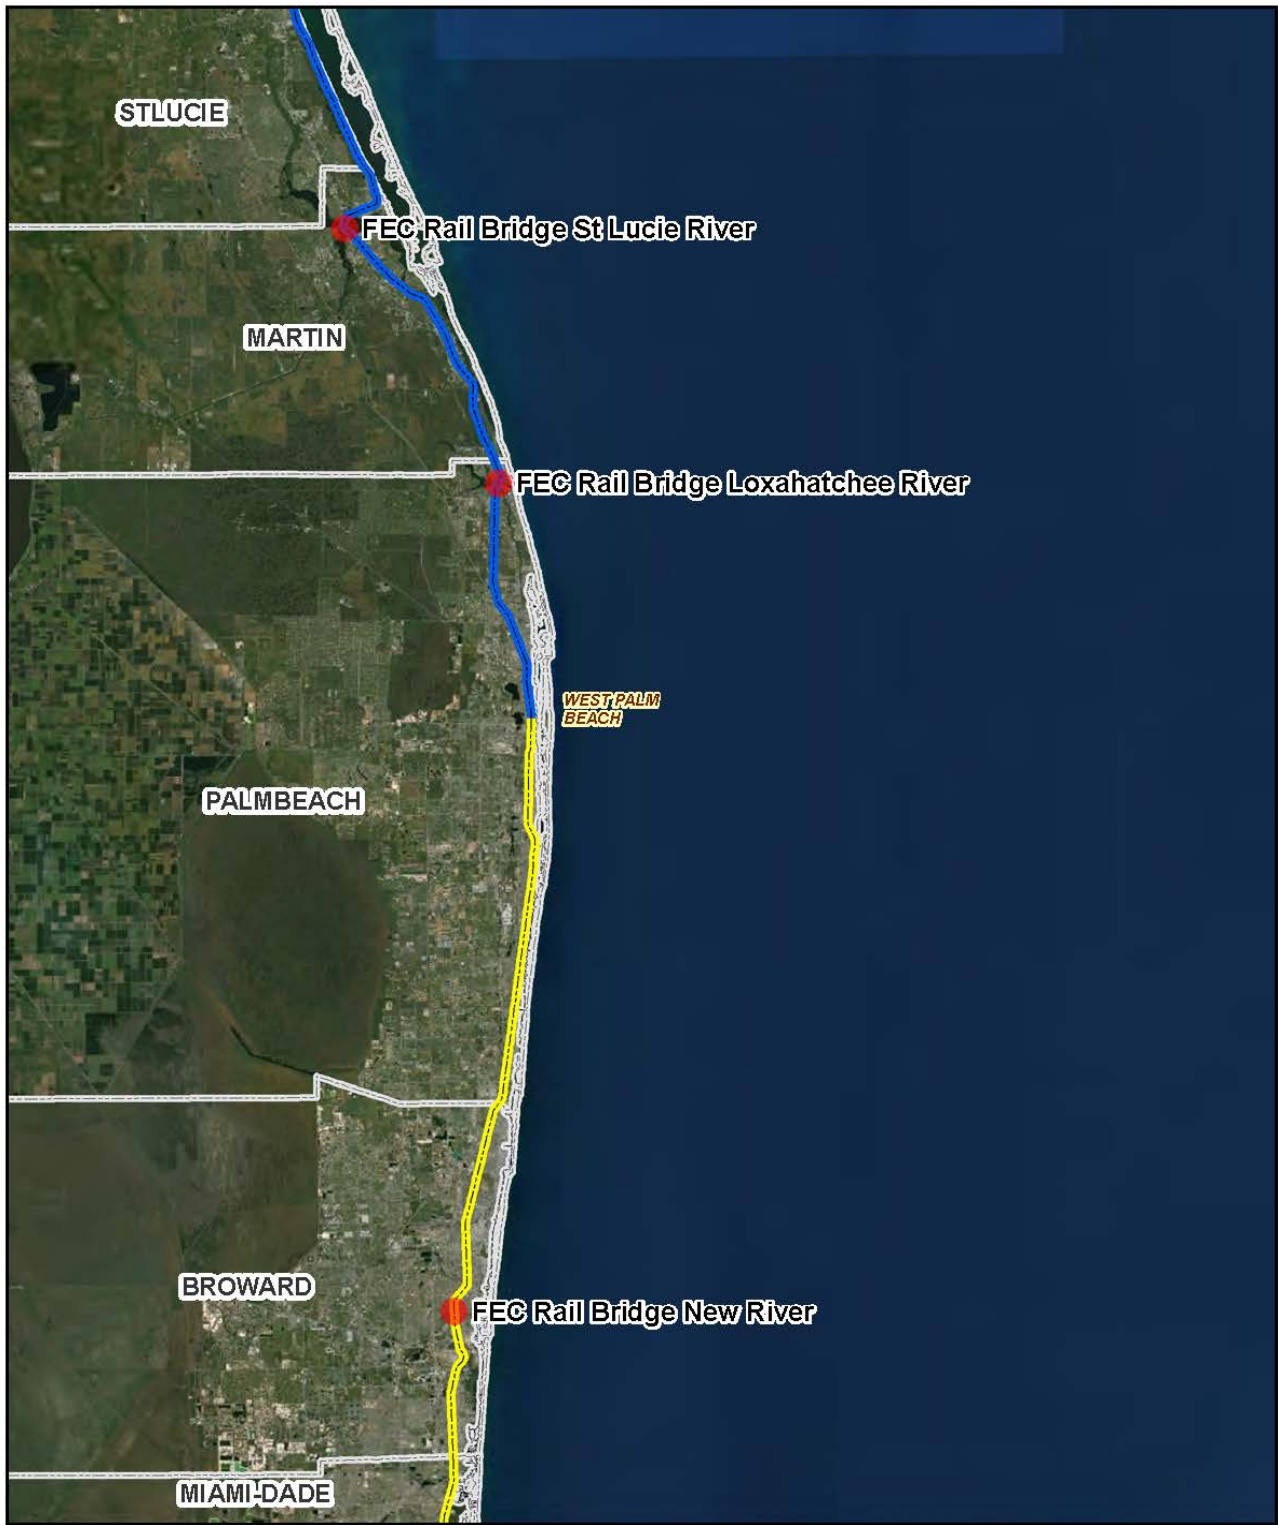 STLUCIE
FEC Rail Bridge St Lucie River
MARTIN
FEC Rail Bridge Loxahatchee River
WEST PALM
BEACH
PALMBEACH
BROWARD
FEC Rail Bridge New River
MIAMI-DADE